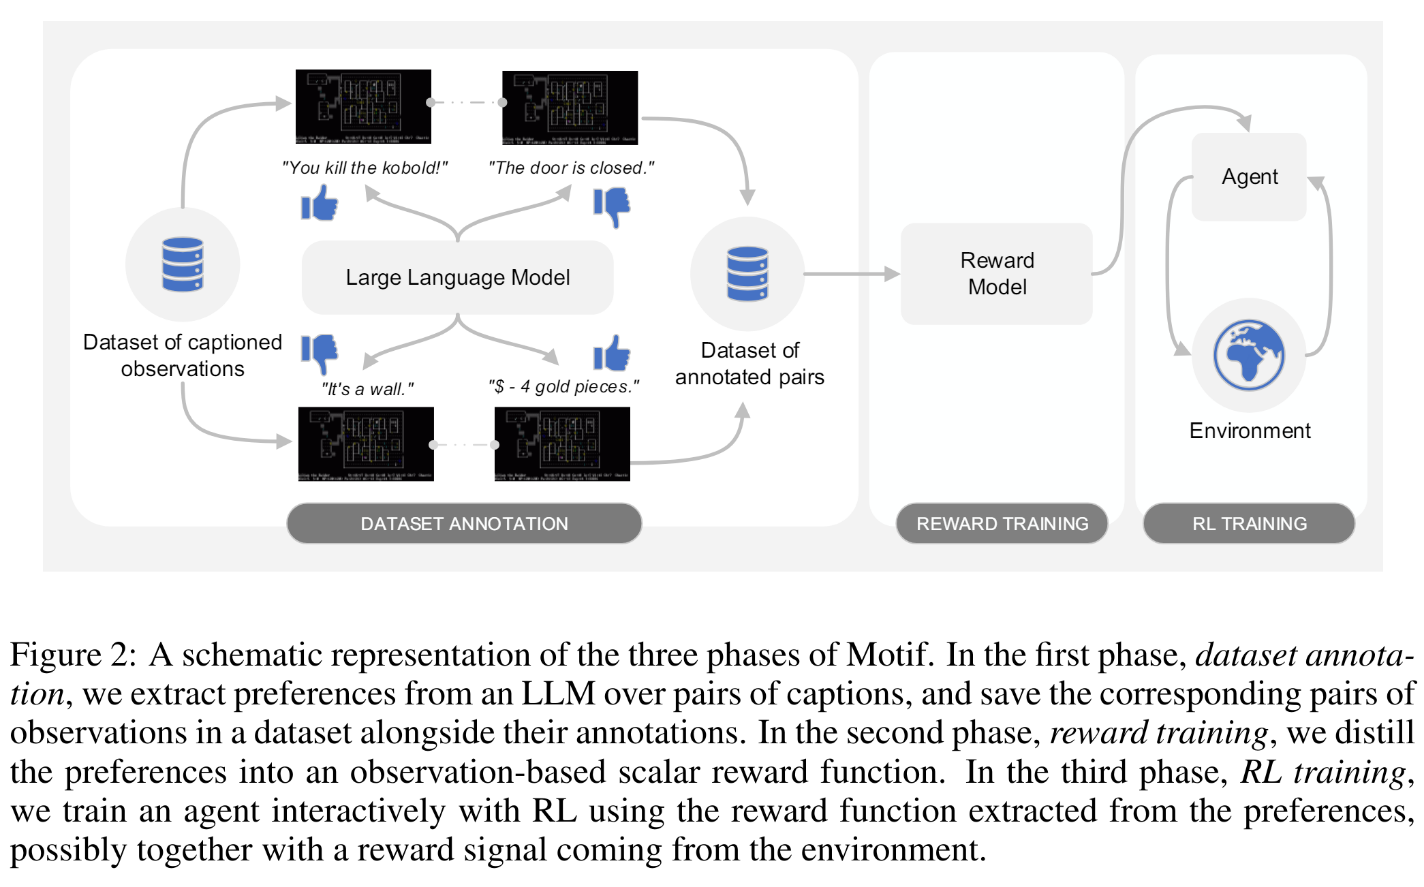 "You kill the kobold!"
"The door is closed."
Agent
Large Language Model
Reward
Model
Dataset of captioned
observations
Dataset of
annotated pairs
"It's a wall."
"$ - 4 gold pieces."
Environment
DATASET ANNOTATION
REWARD TRAINING
RL TRAINING
Figure 2: A schematic representation of the three phases of Motif. In the first phase, dataset annota-
tion, we extract preferences from an LLM over pairs of captions, and save the corresponding pairs of
observations in a dataset alongside their annotations. In the second phase, reward training, we distill
the preferences into an observation-based scalar reward function. In the third phase, RL training,
we train an agent interactively with RL using the reward function extracted from the preferences,
possibly together with a reward signal coming from the environment.